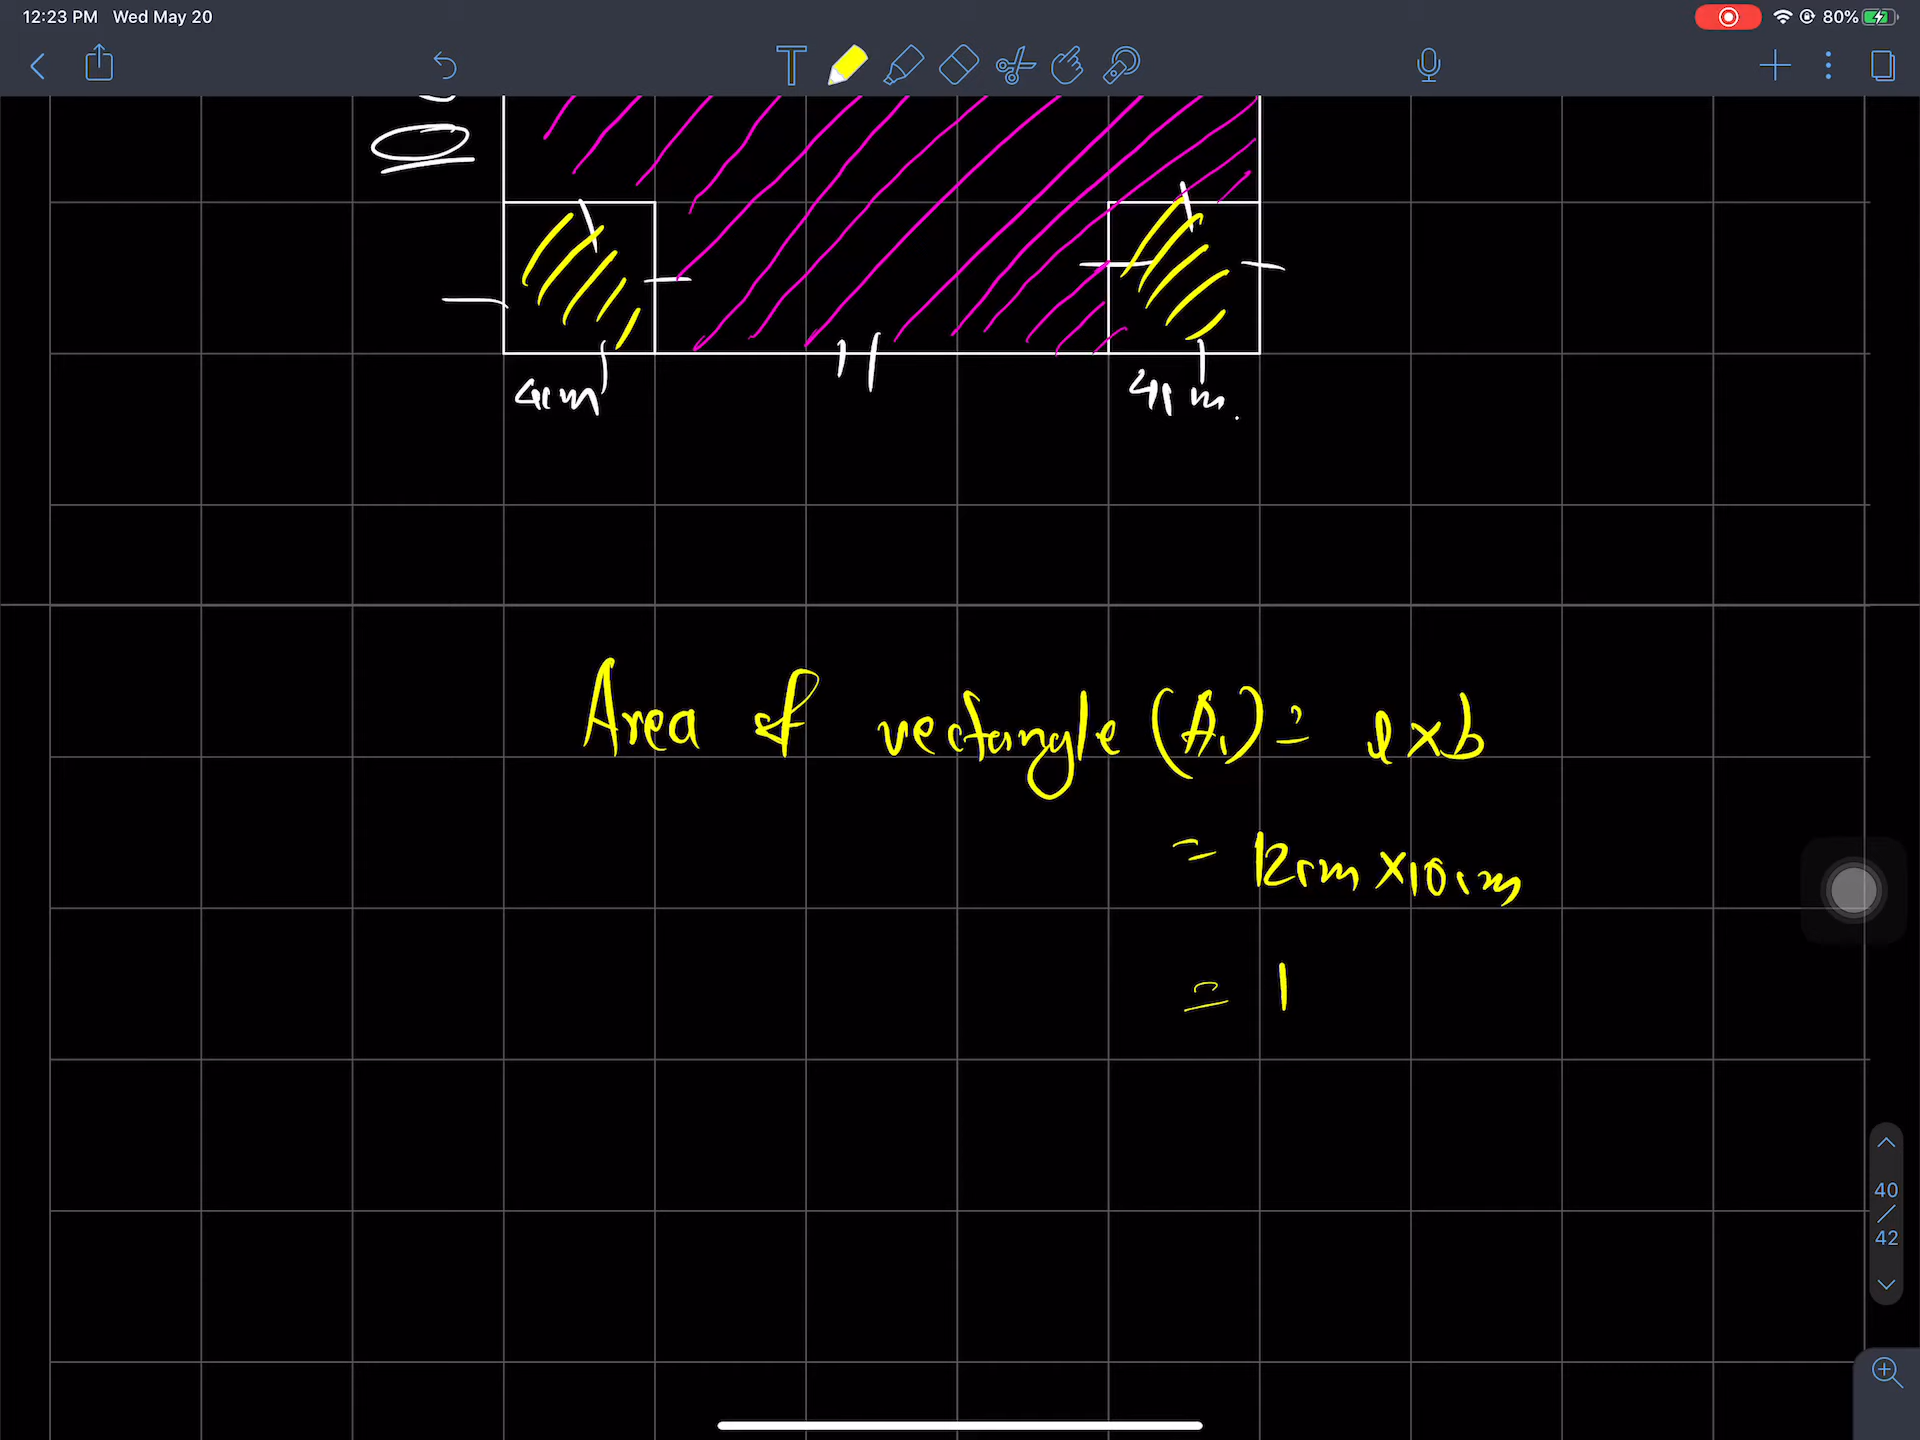 12:23 PM Wed May 20
80%
4cm
4cm.
Area of rectangle (A₁) = l × b
= 12cm × 10cm
= 1
40
/
42